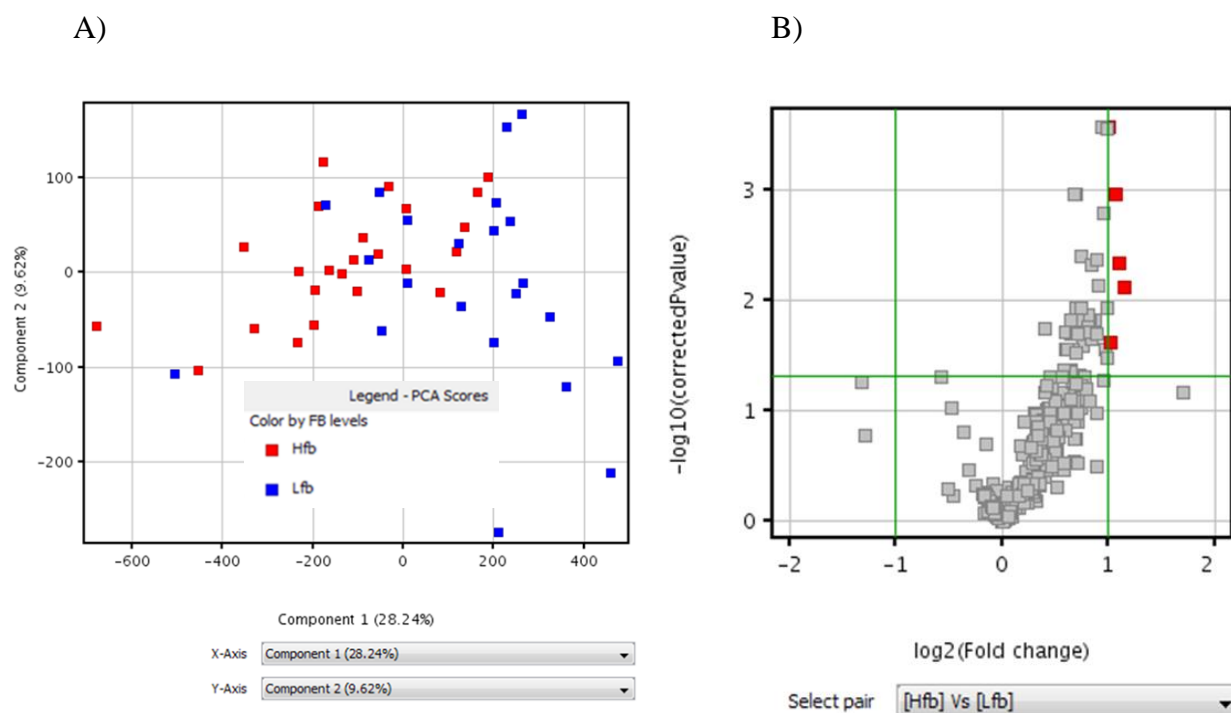 A)
B)
Component 2 (9.62%)
100
0
-100
-200
Legend - PCA Scores
Color by FB levels
Hfb
Lfb
-600
-400
-200
0
200
400
Component 1 (28.24%)
X-Axis Component 1 (28.24%)
Y-Axis Component 2 (9.62%)
-log10(correctedPvalue)
3
2
1
0
-2
-1
0
1
2
log2(Fold change)
Select pair [Hfb] Vs [Lfb]